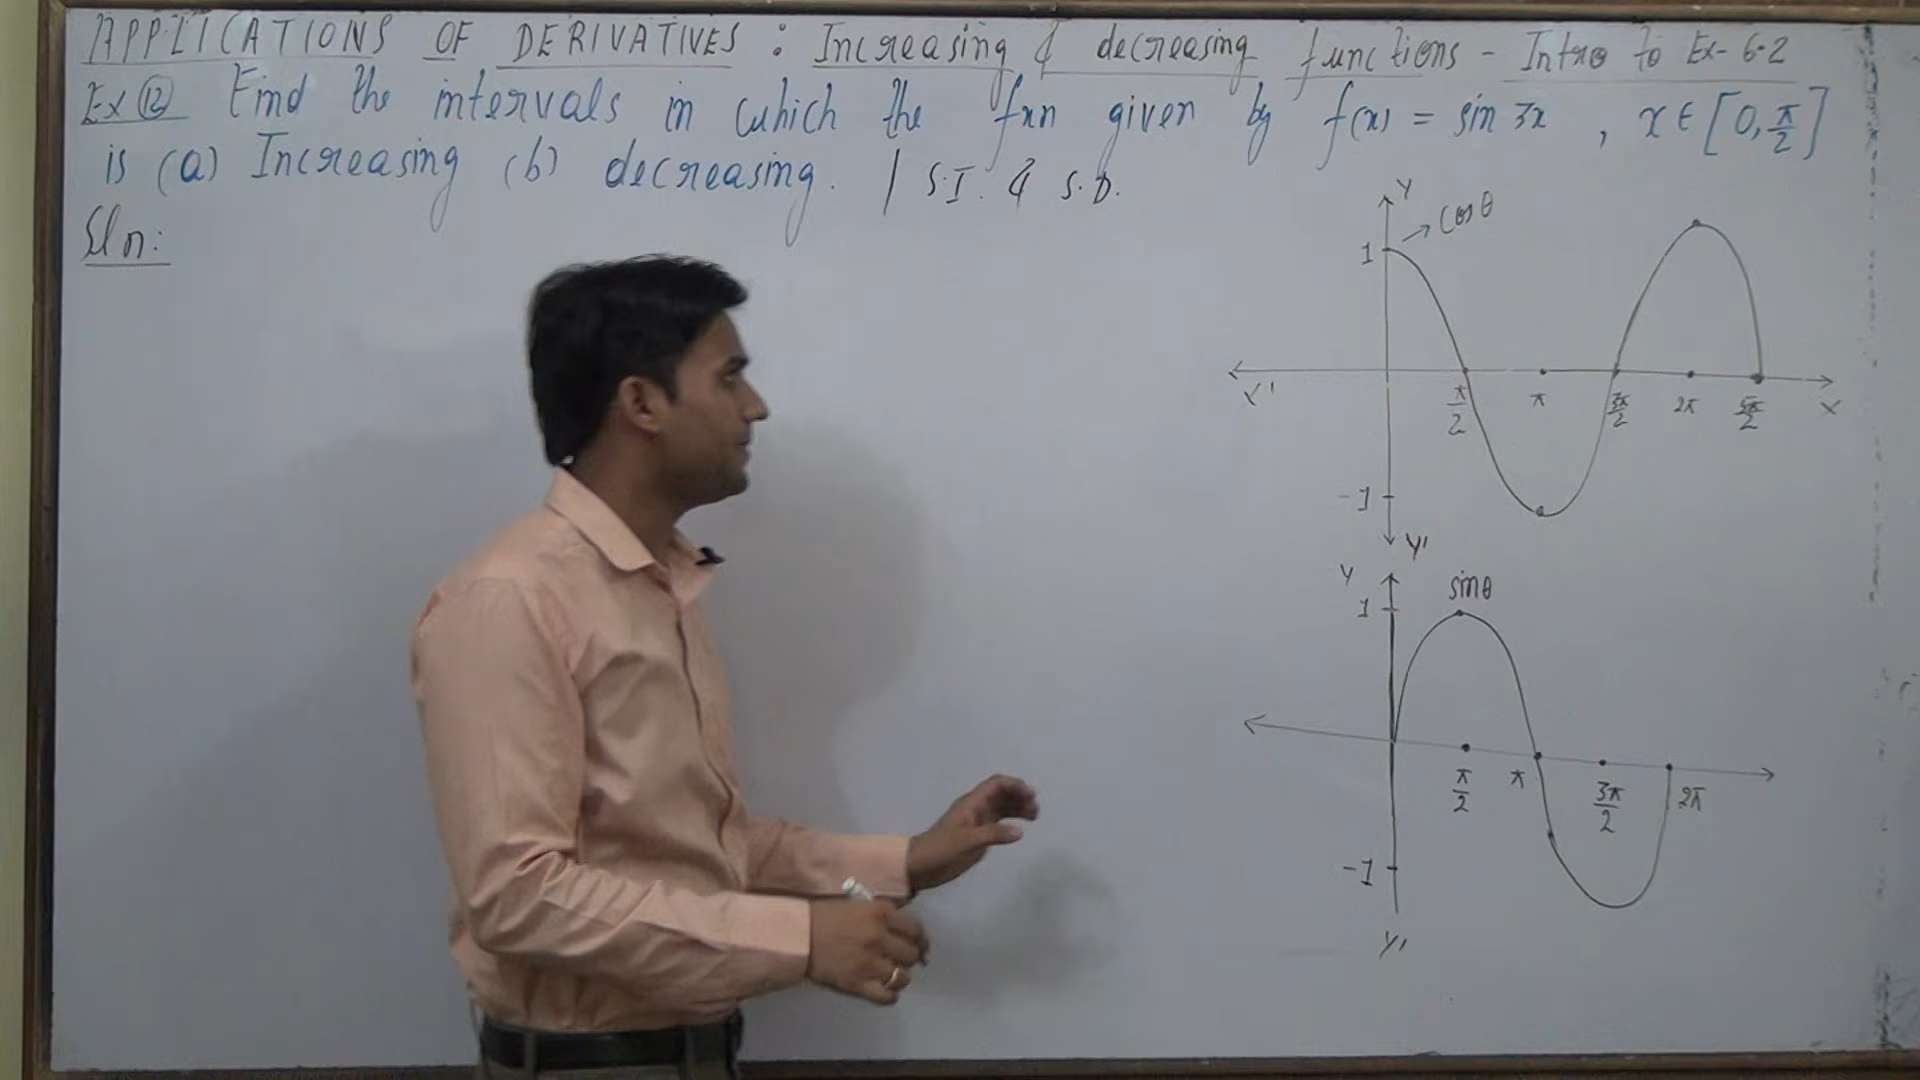 APPLICATIONS OF DERIVATIVES : Increasing & decreasing functions - Intro to Ex- 6.2
Ex ⑫ Find the intervals in which the fxn given by f(x) = sin 3x , x ∈ [0, π/2]
is (a) Increasing (b) decreasing. / S.I. & S.D.
Sln:
Y
→ Cos θ
1
X'
π/2
π
3π/2
2π
5π/2
X
-1
Y'
Y
sinθ
1
π/2
π
3π/2
2π
-1
Y'